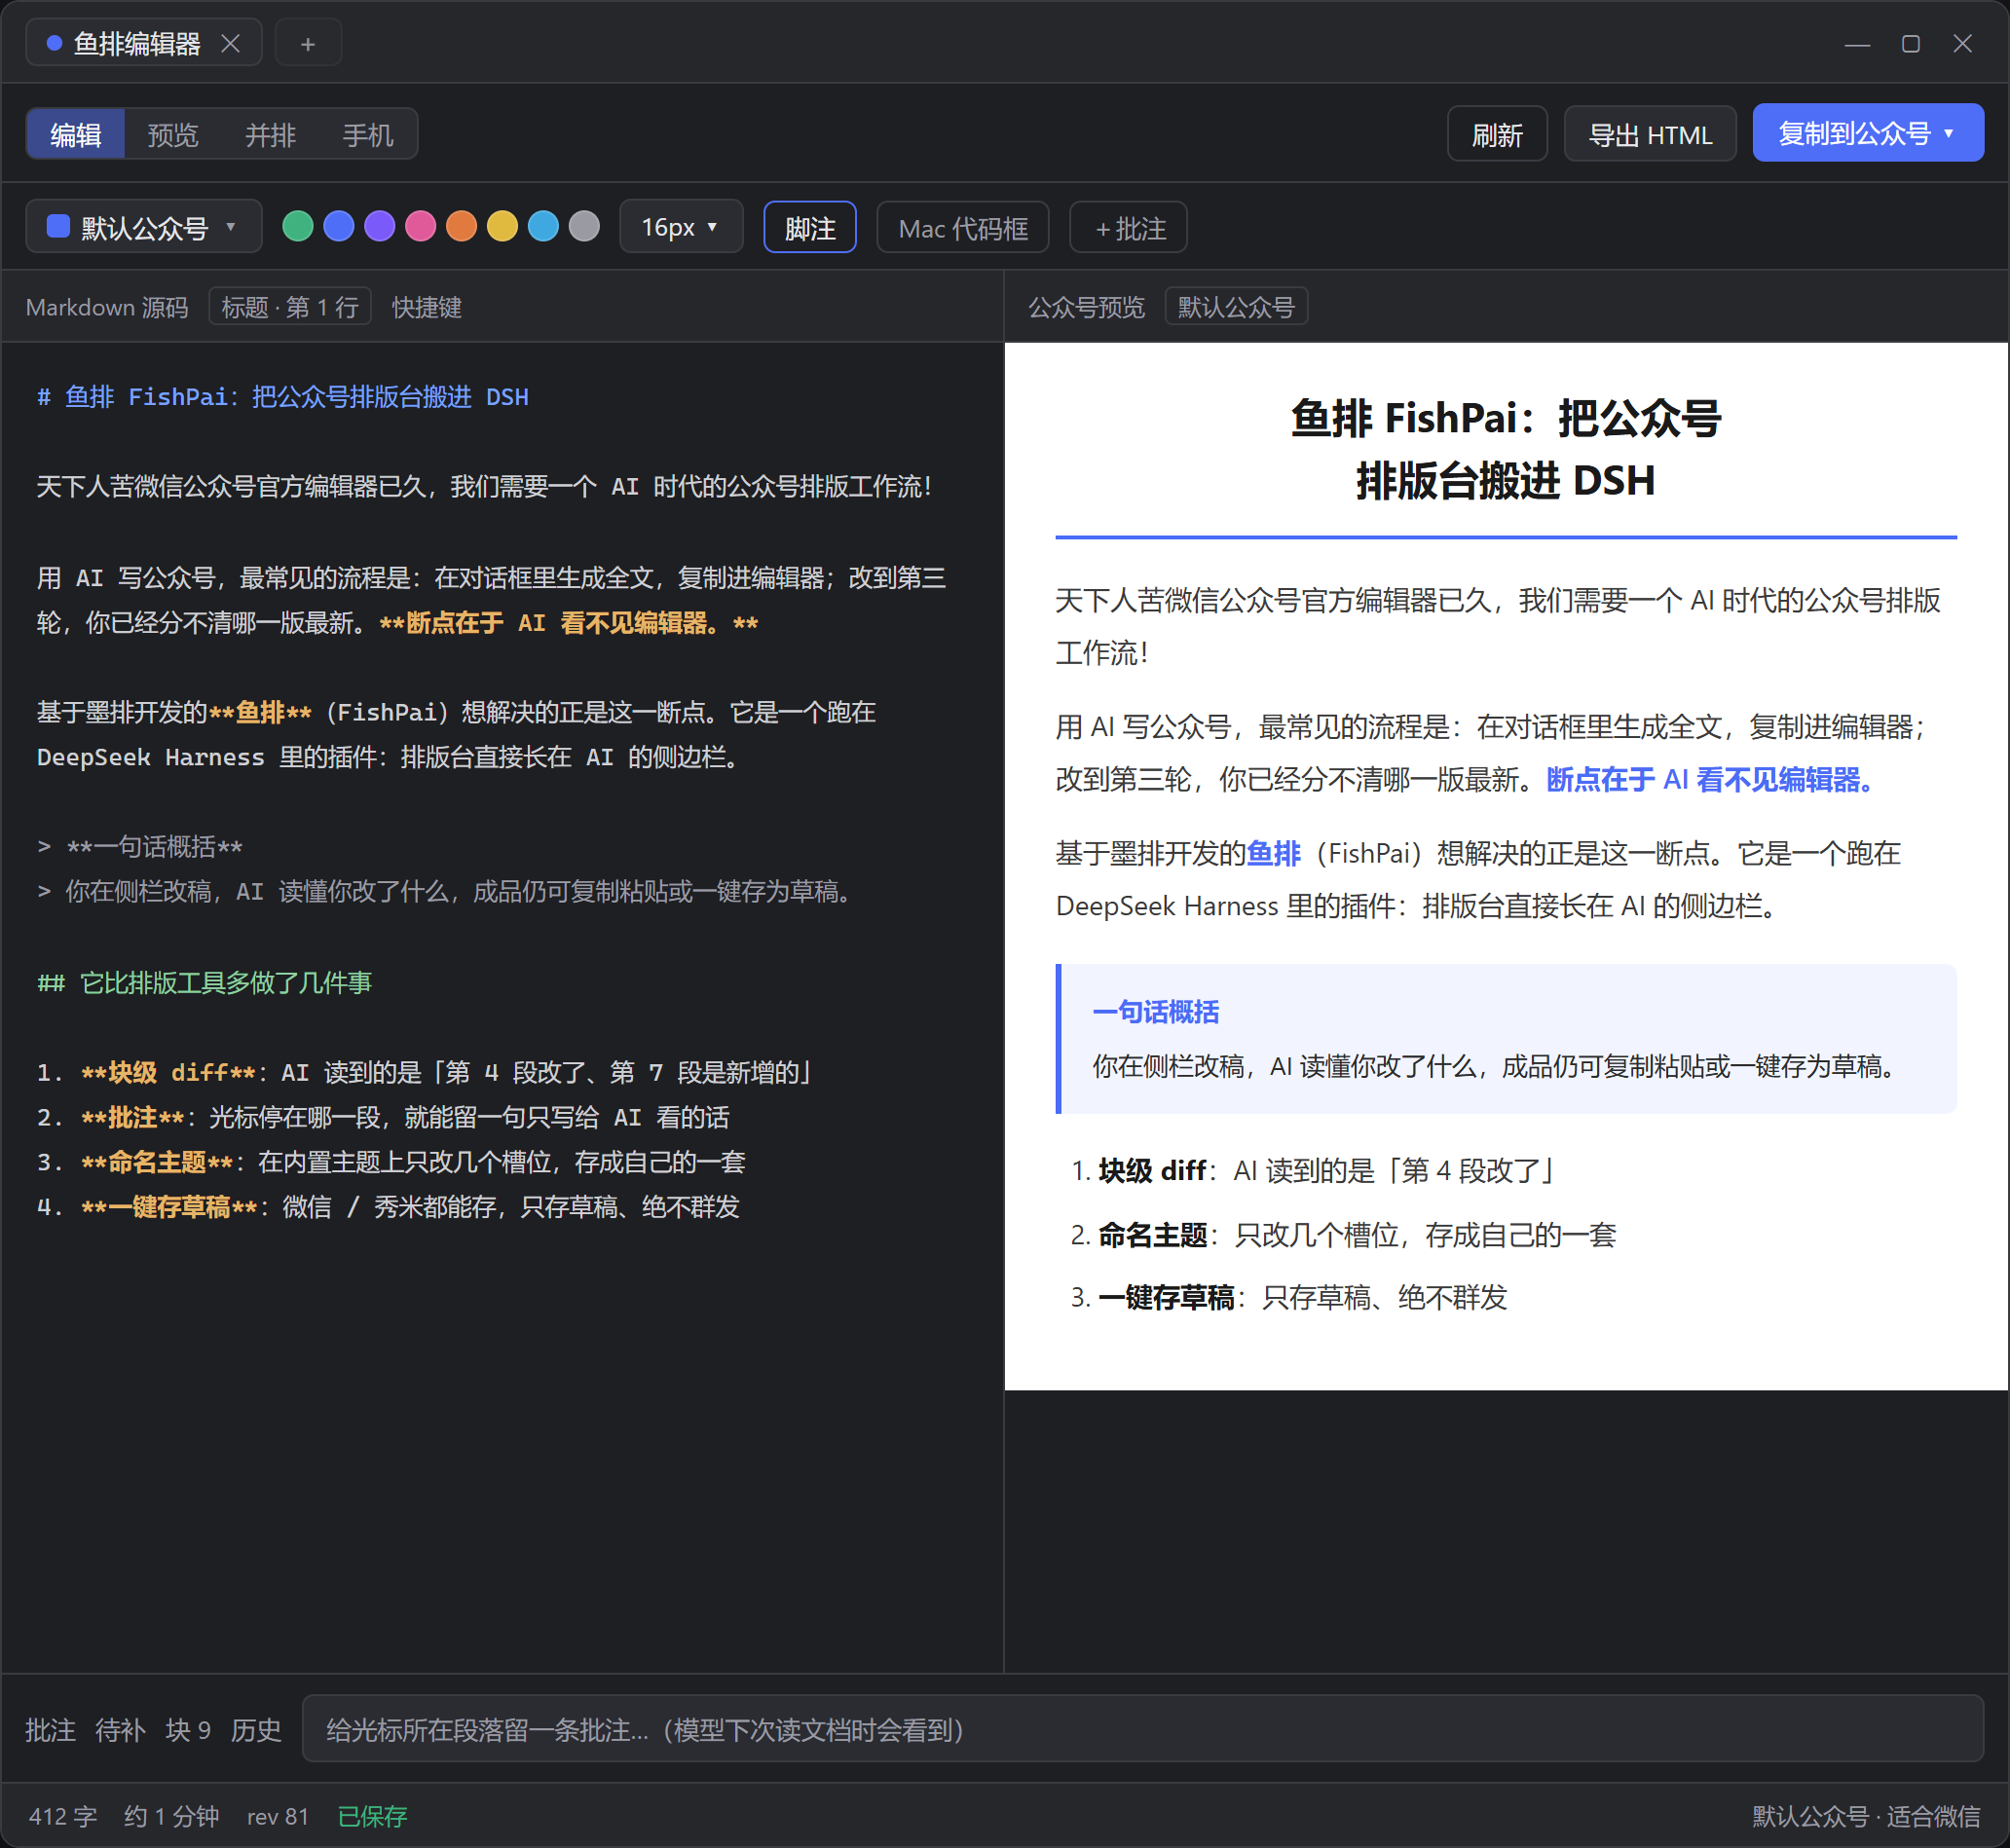 鱼排编辑器
+
编辑 预览 并排 手机
刷新 导出 HTML 复制到公众号
默认公众号 16px 脚注 Mac 代码框 +批注
Markdown 源码 标题 · 第 1 行 快捷键
# 鱼排 FishPai：把公众号排版台搬进 DSH
天下人苦微信公众号官方编辑器已久，我们需要一个 AI 时代的公众号排版工作流！
用 AI 写公众号，最常见的流程是：在对话框里生成全文，复制进编辑器；改到第三
轮，你已经分不清哪一版最新。**断点在于 AI 看不见编辑器。**
基于墨排开发的**鱼排**（FishPai）想解决的正是这一断点。它是一个跑在
DeepSeek Harness 里的插件：排版台直接长在 AI 的侧边栏。
> **一句话概括**
> 你在侧栏改稿，AI 读懂你改了什么，成品仍可复制粘贴或一键存为草稿。
## 它比排版工具多做了几件事
1. **块级 diff**：AI 读到的是「第 4 段改了、第 7 段是新增的」
2. **批注**：光标停在哪一段，就能留一句只写给 AI 看的话
3. **命名主题**：在内置主题上只改几个槽位，存成自己的一套
4. **一键存草稿**：微信 / 秀米都能存，只存草稿、绝不群发
公众号预览 默认公众号
鱼排 FishPai：把公众号
排版台搬进 DSH
天下人苦微信公众号官方编辑器已久，我们需要一个 AI 时代的公众号排版
工作流！
用 AI 写公众号，最常见的流程是：在对话框里生成全文，复制进编辑器；
改到第三轮，你已经分不清哪一版最新。断点在于 AI 看不见编辑器。
基于墨排开发的鱼排（FishPai）想解决的正是这一断点。它是一个跑在
DeepSeek Harness 里的插件：排版台直接长在 AI 的侧边栏。
一句话概括
你在侧栏改稿，AI 读懂你改了什么，成品仍可复制粘贴或一键存为草稿。
1. 块级 diff：AI 读到的是「第 4 段改了」
2. 命名主题：只改几个槽位，存成自己的一套
3. 一键存草稿：只存草稿、绝不群发
批注 待补 块 9 历史 给光标所在段落留一条批注…（模型下次读文档时会看到）
412 字 约 1 分钟 rev 81 已保存 默认公众号 · 适合微信